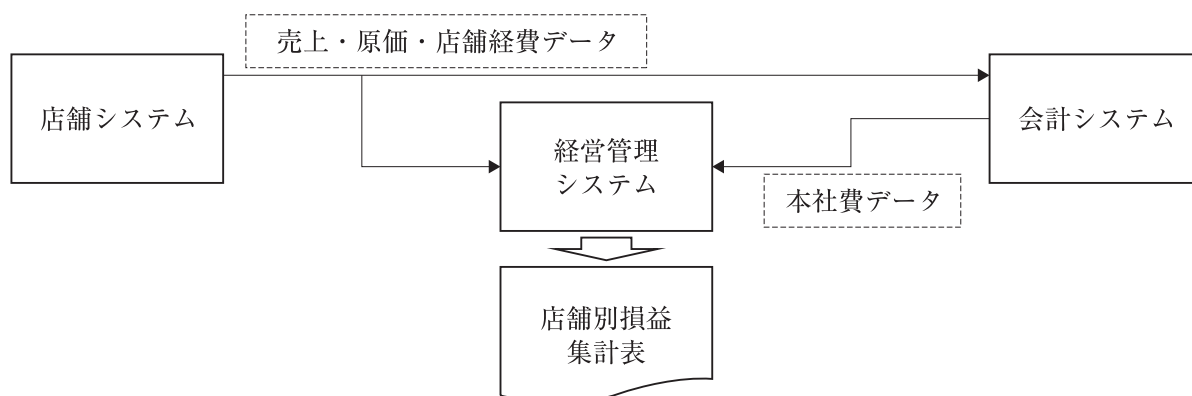 売上・原価・店舗経費データ
店舗システム
会計システム
経営管理
システム
本社費データ
店舗別損益
集計表